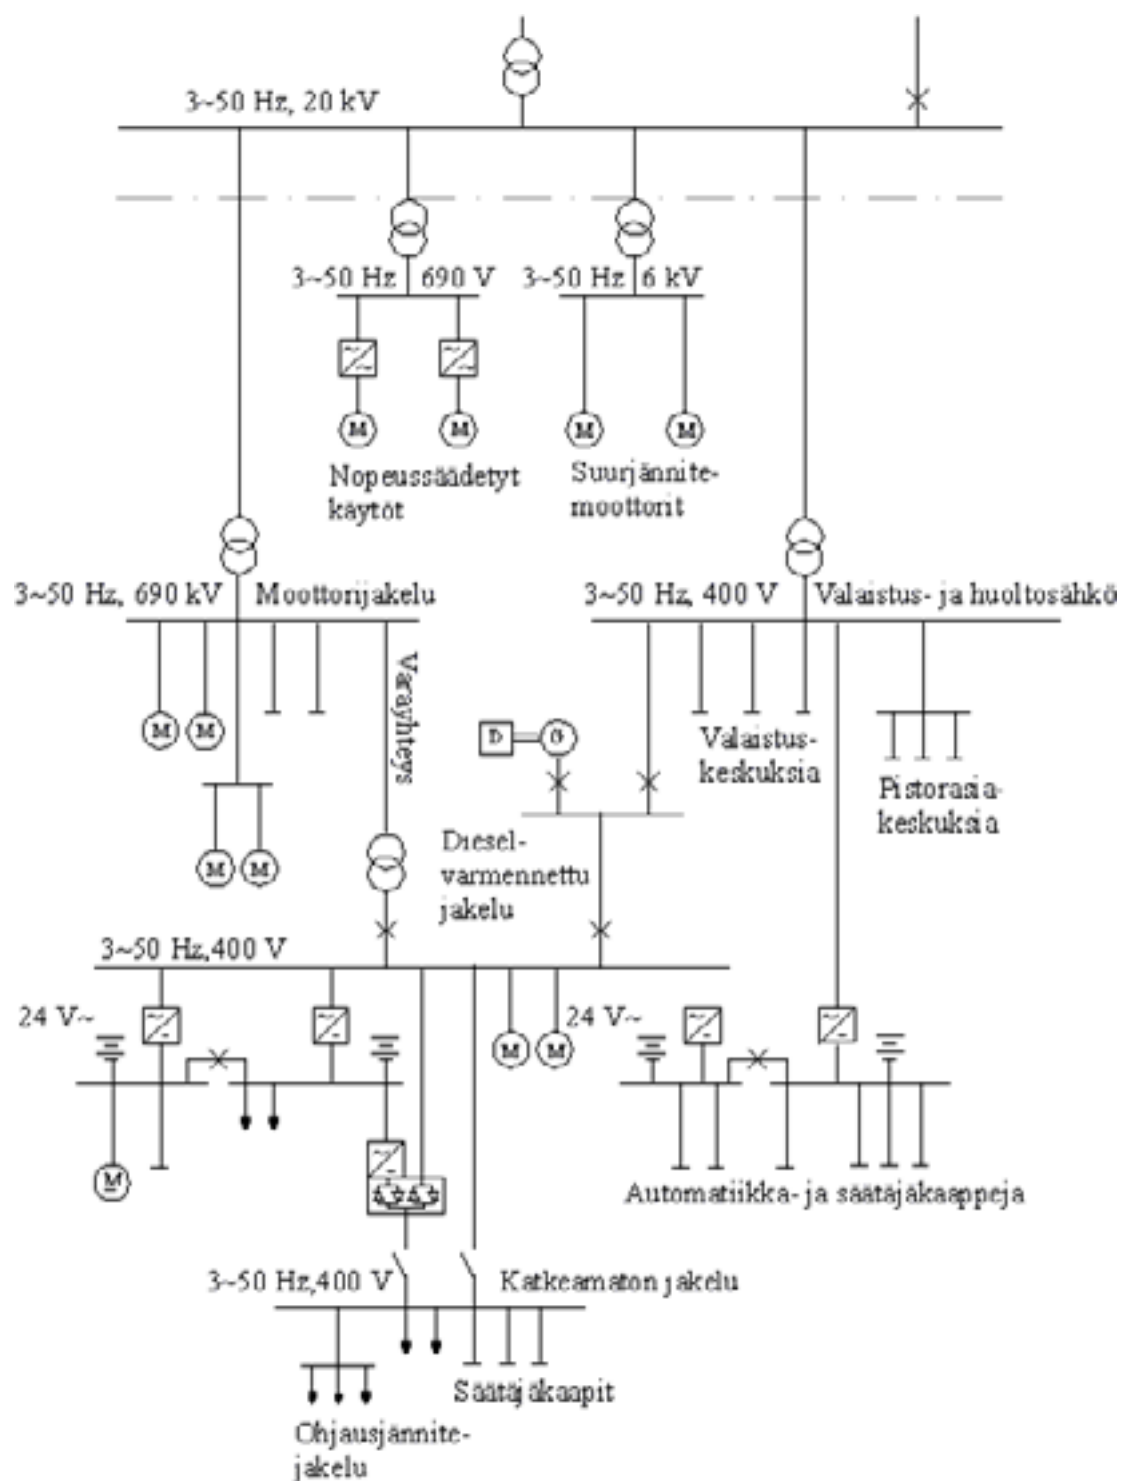 3~50 Hz, 20 kV
3~50 Hz 690 V
3~50 Hz 6 kV
M
M
M
M
Nopeussäädetyt
käytöt
Suurjännite-
moottorit
3~50 Hz, 690 kV
Moottorijakelu
3~50 Hz, 400 V
Valaistus- ja huoltosähkö
Varayhteys
M
M
D
G
Valaistus-
keskuksia
Pistorasia-
keskuksia
M
M
Diesel-
varmennettu
jakelu
3~50 Hz,400 V
24 V~
M
M
24 V~
M
Automatiikka- ja säätäjäkaappeja
3~50 Hz,400 V
Katkeamaton jakelu
Säätäjäkaapit
Ohjausjännite-
jakelu